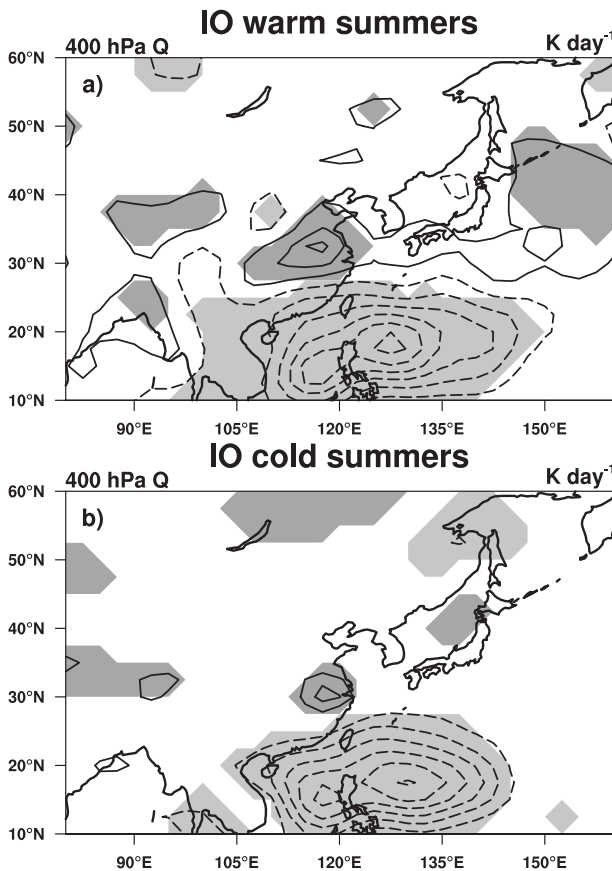 IO warm summers
400 hPa Q K day⁻¹
60°N
a)
50°N
40°N
30°N
20°N
10°N
90°E 105°E 120°E 135°E 150°E
IO cold summers
400 hPa Q K day⁻¹
60°N
b)
50°N
40°N
30°N
20°N
10°N
90°E 105°E 120°E 135°E 150°E